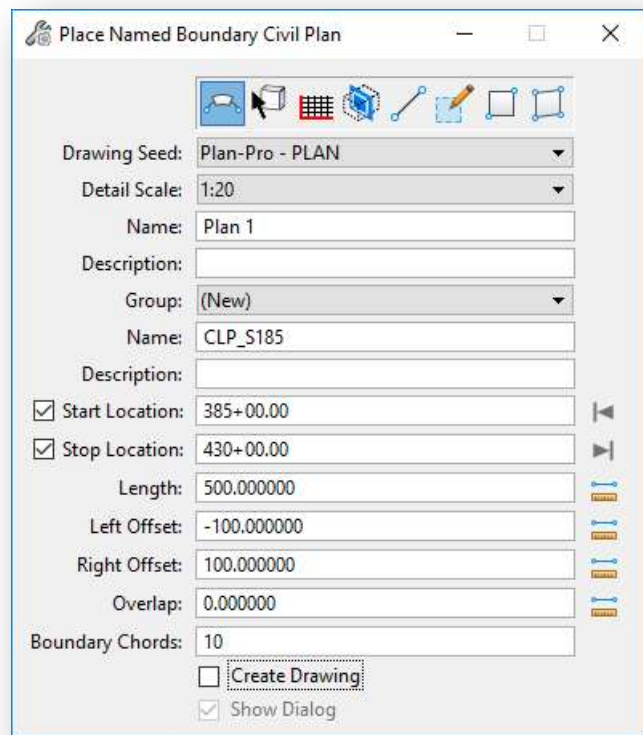 Place Named Boundary Civil Plan
Drawing Seed: Plan-Pro - PLAN
Detail Scale: 1:20
Name: Plan 1
Description:
Group: (New)
Name: CLP_S185
Description:
Start Location: 385+00.00
Stop Location: 430+00.00
Length: 500.000000
Left Offset: -100.000000
Right Offset: 100.000000
Overlap: 0.000000
Boundary Chords: 10
Create Drawing
Show Dialog